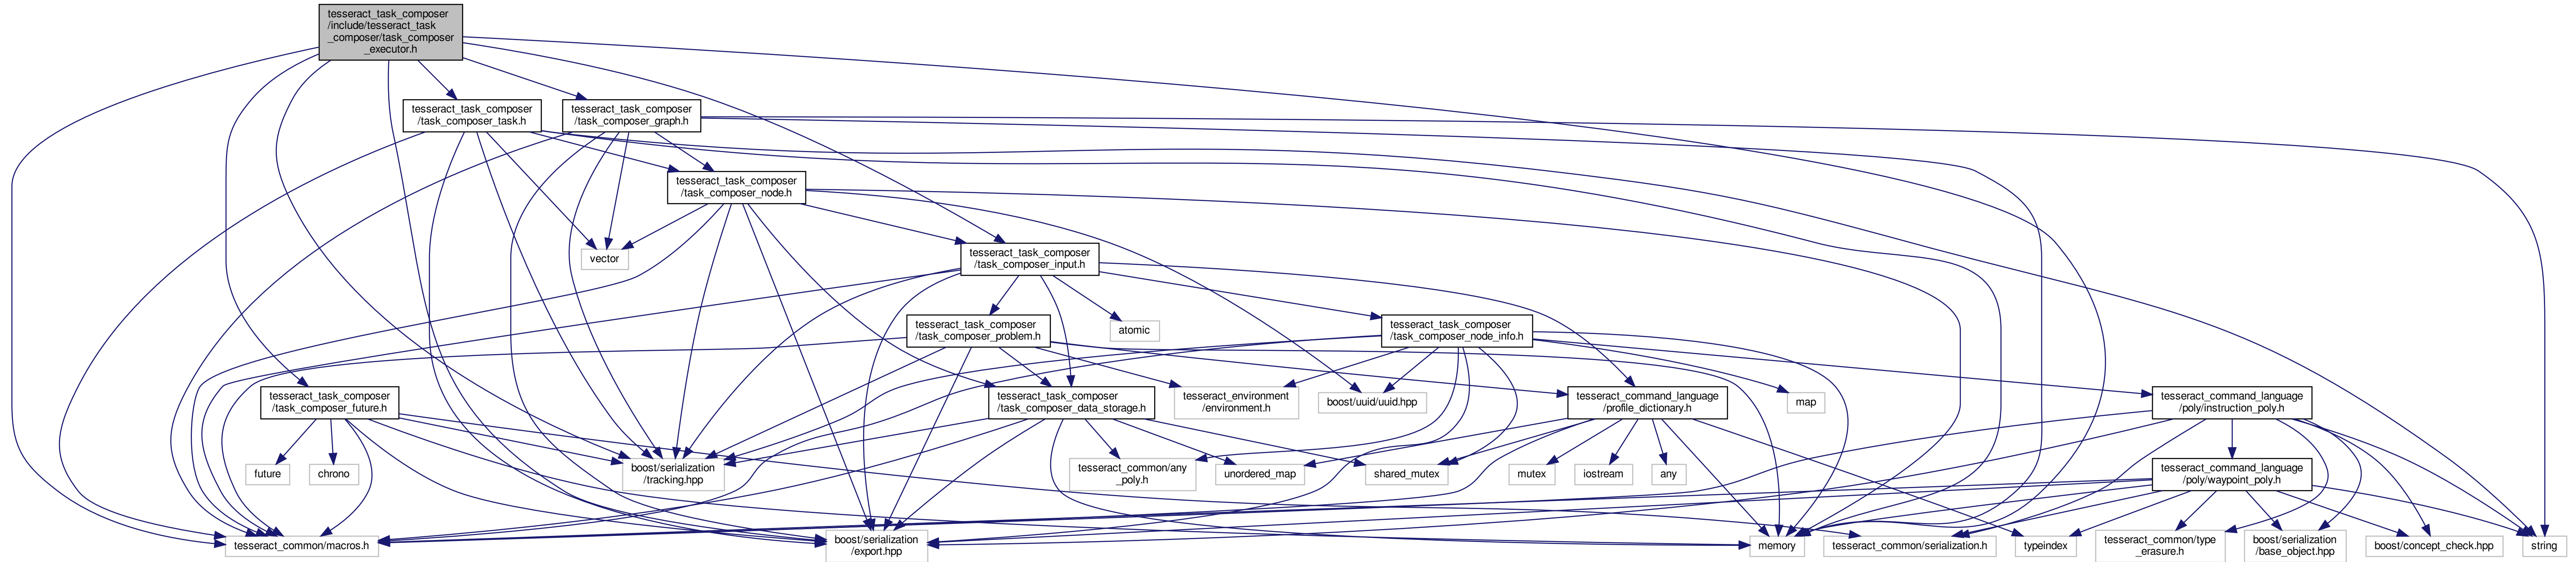 tesseract_task_composer
/include/tesseract_task
_composer/task_composer
_executor.h
tesseract_task_composer
/task_composer_task.h
tesseract_task_composer
/task_composer_graph.h
tesseract_task_composer
/task_composer_node.h
vector
tesseract_task_composer
/task_composer_input.h
tesseract_task_composer
/task_composer_problem.h
atomic
tesseract_task_composer
/task_composer_node_info.h
tesseract_task_composer
/task_composer_future.h
tesseract_task_composer
/task_composer_data_storage.h
tesseract_environment
/environment.h
boost/uuid/uuid.hpp
tesseract_command_language
/profile_dictionary.h
map
tesseract_command_language
/poly/instruction_poly.h
future
chrono
boost/serialization
/tracking.hpp
tesseract_common/any
_poly.h
unordered_map
shared_mutex
mutex
iostream
any
tesseract_command_language
/poly/waypoint_poly.h
tesseract_common/macros.h
boost/serialization
/export.hpp
memory
tesseract_common/serialization.h
typeindex
tesseract_common/type
_erasure.h
boost/serialization
/base_object.hpp
boost/concept_check.hpp
string